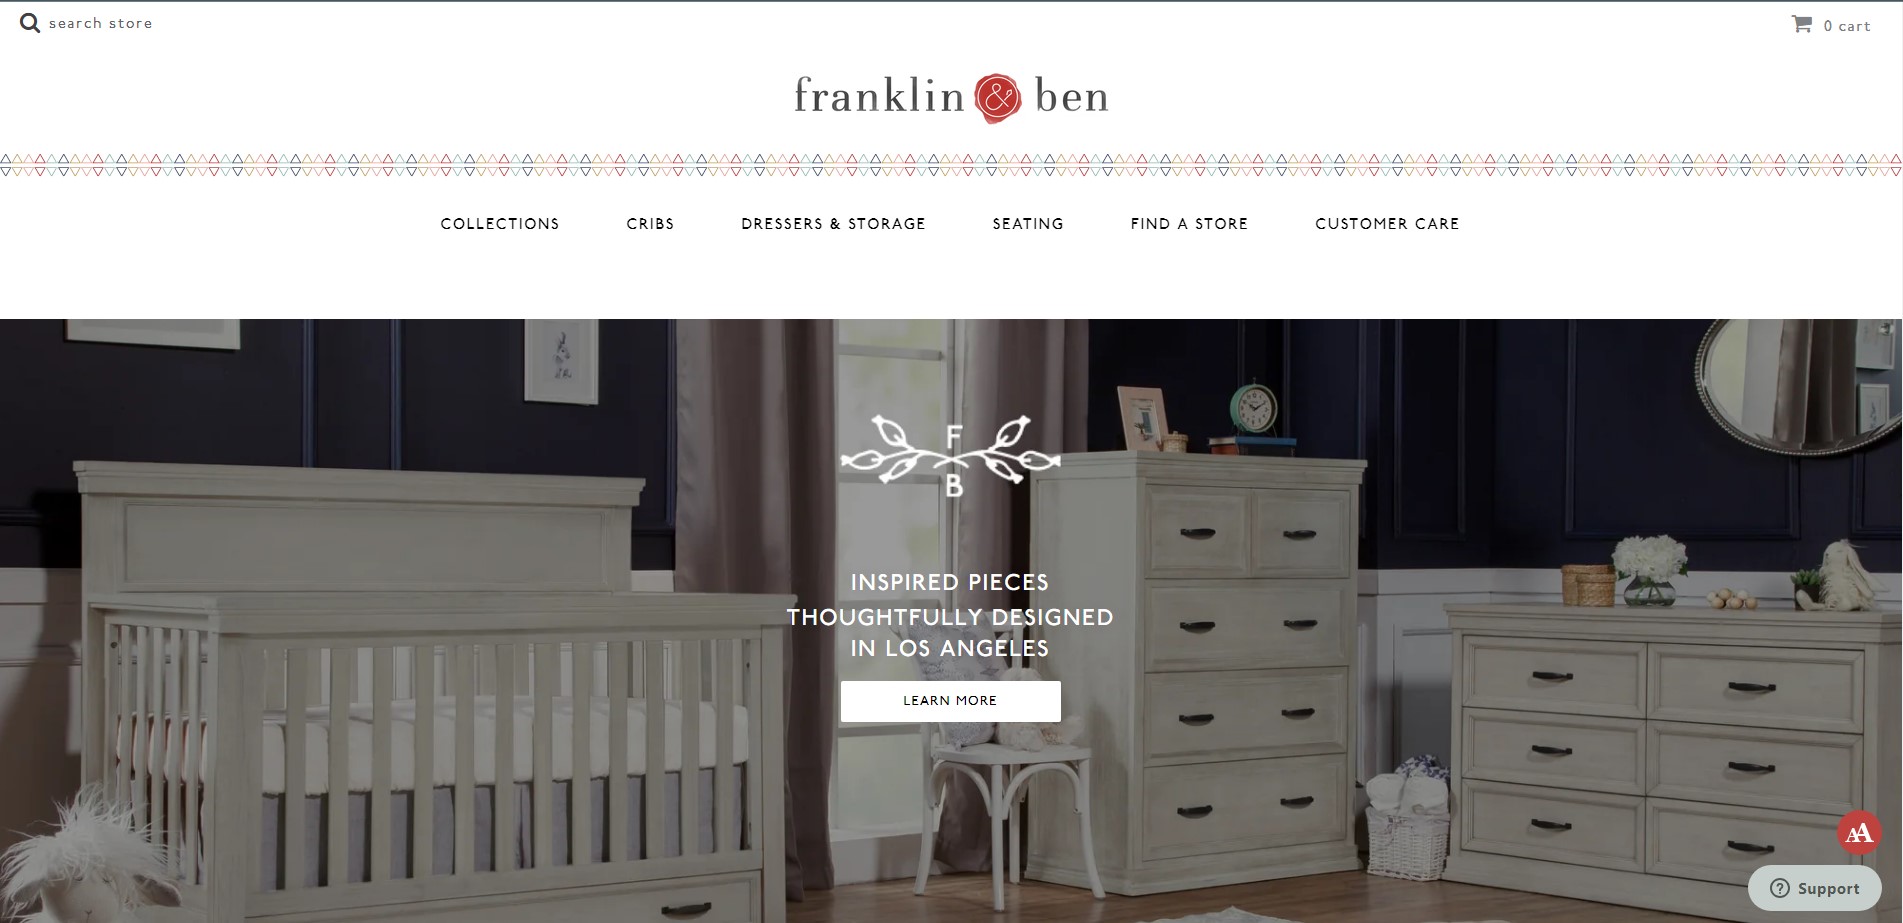 search store
0 cart
franklin & ben
COLLECTIONS CRIBS DRESSERS & STORAGE SEATING FIND A STORE CUSTOMER CARE
F
B
INSPIRED PIECES
THOUGHTFULLY DESIGNED
IN LOS ANGELES
LEARN MORE
AA
? Support